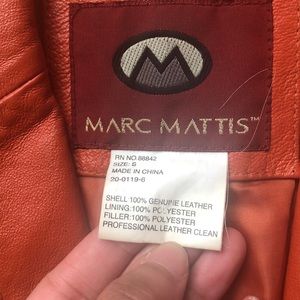 M
MARC MATTIS™
RN NO.88842
SIZE: S
MADE IN CHINA
20-0119-6
SHELL 100% GENUINE LEATHER
LINING:100% POLYESTER
FILLER:100% POLYESTER
PROFESSIONAL LEATHER CLEAN